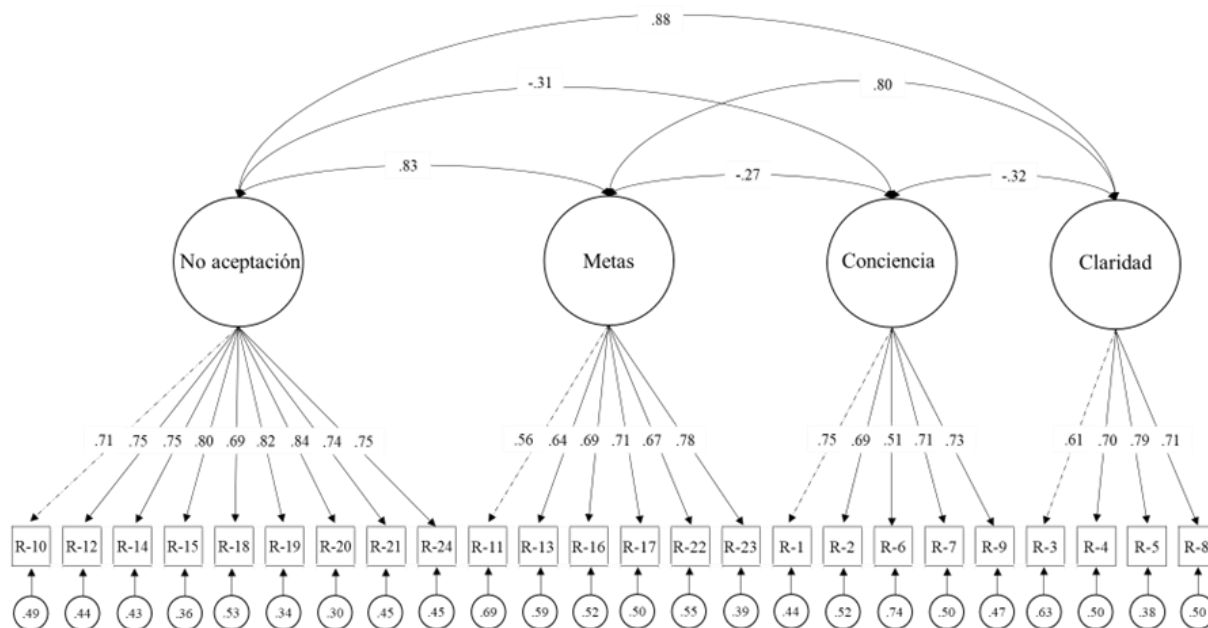 .88
-.31
.80
.83
-.27
-.32
No aceptación Metas Conciencia Claridad
.71 .75 .75 .80 .69 .82 .84 .74 .75 .56 .64 .69 .71 .67 .78 .75 .69 .51 .71 .73 .61 .70 .79 .71
R-10 R-12 R-14 R-15 R-18 R-19 R-20 R-21 R-24 R-11 R-13 R-16 R-17 R-22 R-23 R-1 R-2 R-6 R-7 R-9 R-3 R-4 R-5 R-8
.49 .44 .43 .36 .53 .34 .30 .45 .45 .69 .59 .52 .50 .55 .39 .44 .52 .74 .50 .47 .63 .50 .38 .50